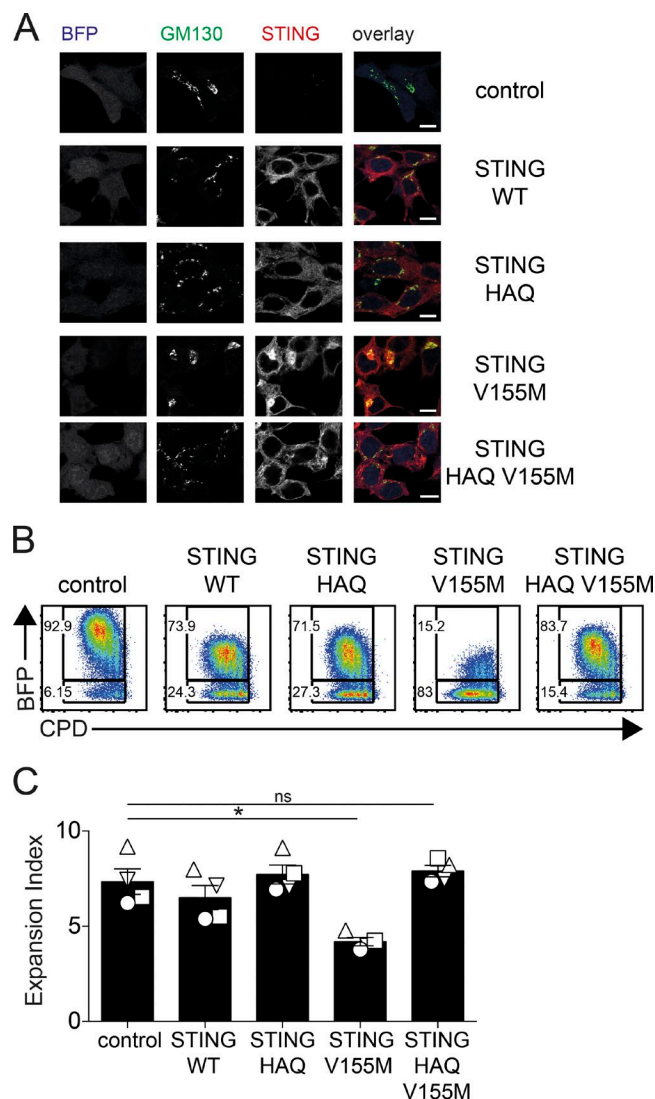 A
BFP GM130 STING overlay
control
STING
WT
STING
HAQ
STING
V155M
STING
HAQ V155M
B
control
STING
WT
STING
HAQ
STING
V155M
STING
HAQ V155M
92.9 73.9 71.5 15.2 83.7
6.15 24.3 27.3 83 15.4
BFP
CPD
C
ns
*
10
5
0
Expansion Index
control
STING
WT
STING
HAQ
STING
V155M
STING
HAQ
V155M